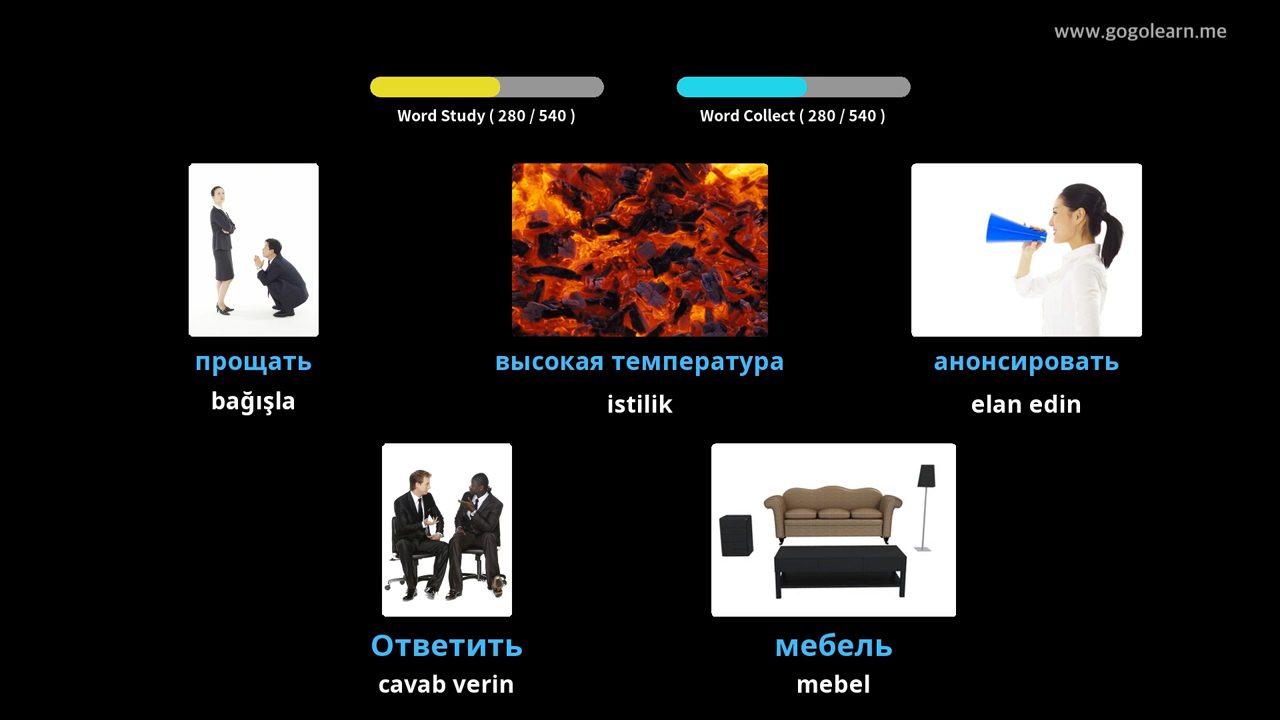 www.gogolearn.me
Word Study ( 280 / 540 )
Word Collect ( 280 / 540 )
прощать
высокая температура
анонсировать
bağışla
istilik
elan edin
Ответить
мебель
cavab verin
mebel